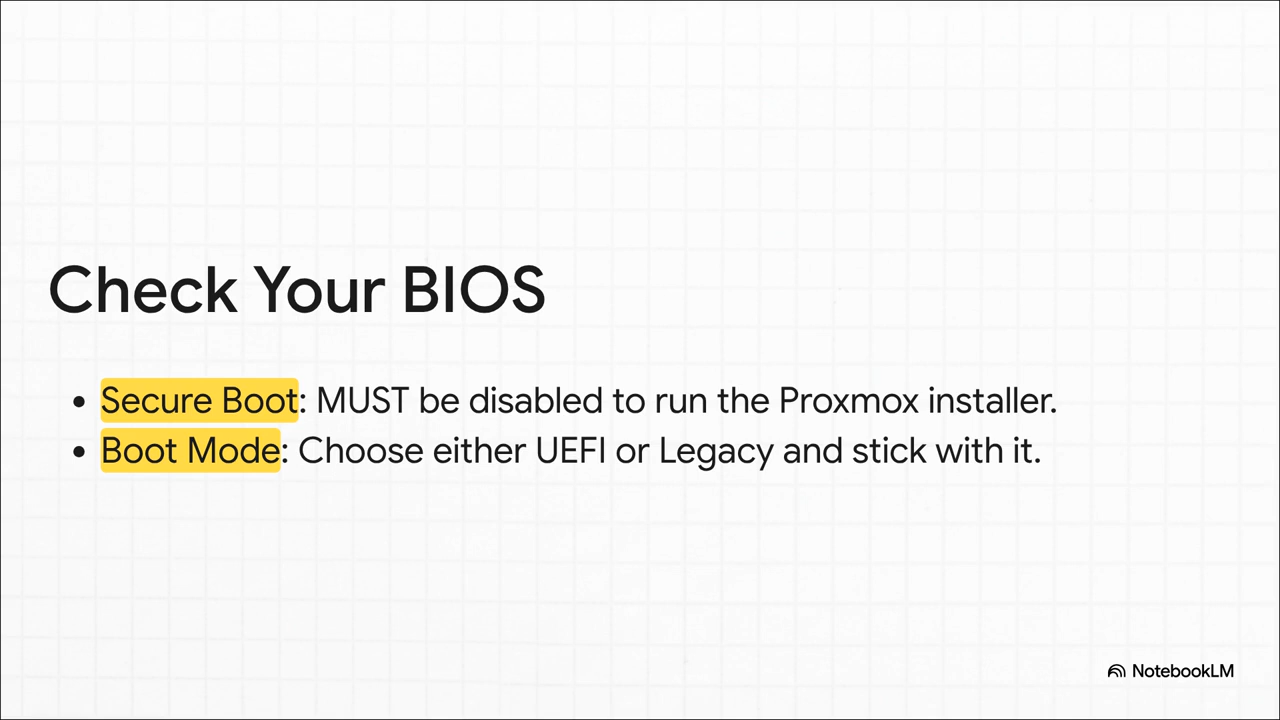 Check Your BIOS
• Secure Boot: MUST be disabled to run the Proxmox installer.
• Boot Mode: Choose either UEFI or Legacy and stick with it.
NotebookLM